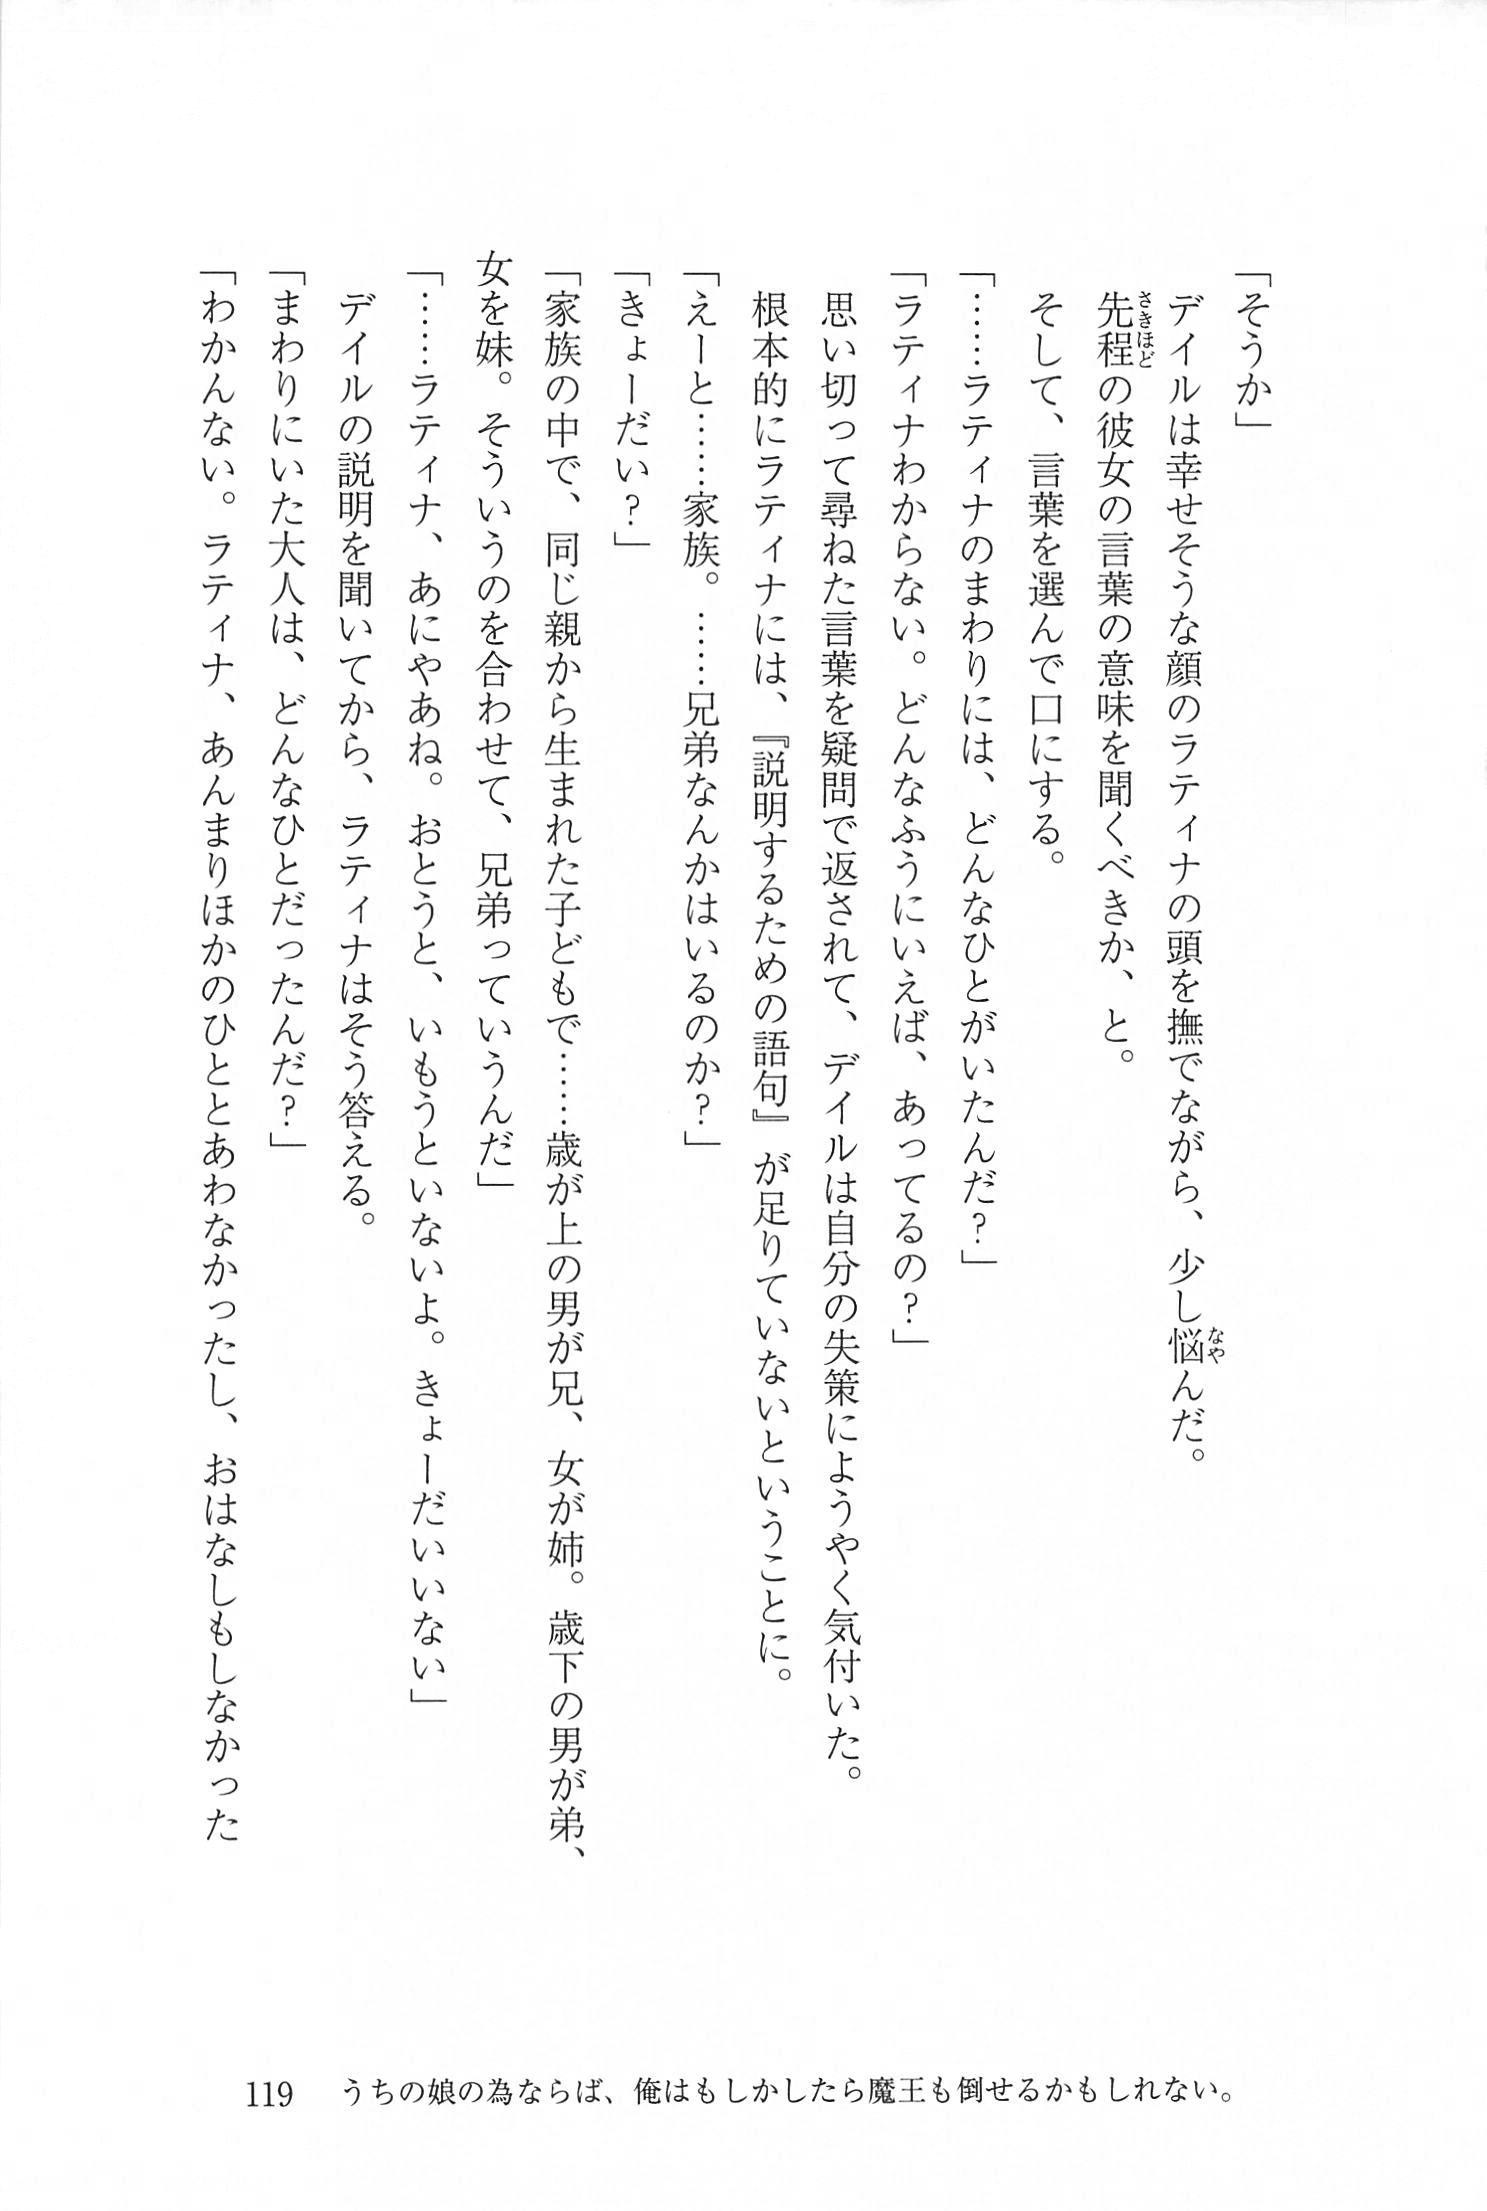 「そうか」
デイルは幸せそうな顔のラティナの頭を撫でながら、少し悩んだ。
先程の彼女の言葉の意味を聞くべきか、と。
そして、言葉を選んで口にする。
「……ラティナのまわりには、どんなひとがいたんだ?」
「ラティナわからない。どんなふうにいえば、あってるの?」
思い切って尋ねた言葉を疑問で返されて、デイルは自分の失策にようやく気付いた。
根本的にラティナには、『説明するための語句』が足りていないということに。
「えーと……家族。……兄弟なんかはいるのか?」
「きょーだい?」
「家族の中で、同じ親から生まれた子どもで……歳が上の男が兄、女が姉。歳下の男が弟、
女を妹。そういうのを合わせて、兄弟っていうんだ」
「……ラティナ、あにやあね。おとうと、いもうといないよ。きょーだいいない」
デイルの説明を聞いてから、ラティナはそう答える。
「まわりにいた大人は、どんなひとだったんだ?」
「わかんない。ラティナ、あんまりほかのひととあわなかったし、おはなしもしなかった
119 うちの娘の為ならば、俺はもしかしたら魔王も倒せるかもしれない。